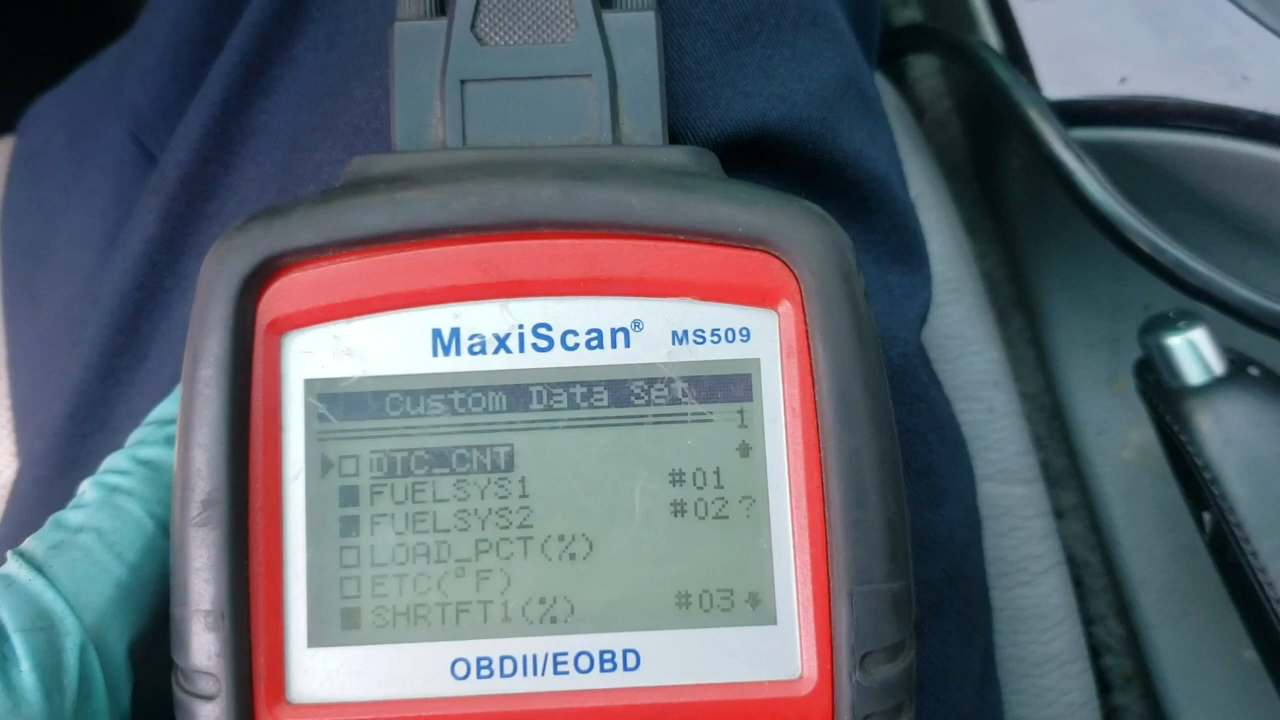 MaxiScan® MS509
Custom Data Set
1
DTC_CNT
FUELSYS1 #01
FUELSYS2 #02 ?
LOAD_PCT(%)
ETC(°F)
SHRTFT1(%) #03
OBDII/EOBD